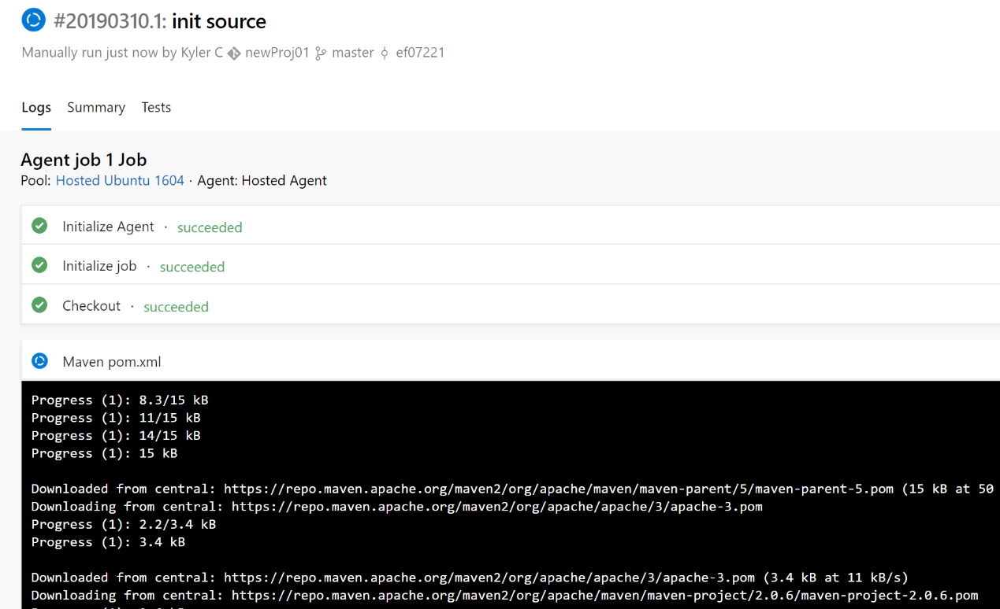 #20190310.1: init source
Manually run just now by Kyler C newProj01 master ef07221
Logs Summary Tests
Agent job 1 Job
Pool: Hosted Ubuntu 1604 · Agent: Hosted Agent
Initialize Agent · succeeded
Initialize job · succeeded
Checkout · succeeded
Maven pom.xml
Progress (1): 8.3/15 kB
Progress (1): 11/15 kB
Progress (1): 14/15 kB
Progress (1): 15 kB
Downloaded from central: https://repo.maven.apache.org/maven2/org/apache/maven/maven-parent/5/maven-parent-5.pom (15 kB at 50
Downloading from central: https://repo.maven.apache.org/maven2/org/apache/apache/3/apache-3.pom
Progress (1): 2.2/3.4 kB
Progress (1): 3.4 kB
Downloaded from central: https://repo.maven.apache.org/maven2/org/apache/apache/3/apache-3.pom (3.4 kB at 11 kB/s)
Downloading from central: https://repo.maven.apache.org/maven2/org/apache/maven/maven-project/2.0.6/maven-project-2.0.6.pom